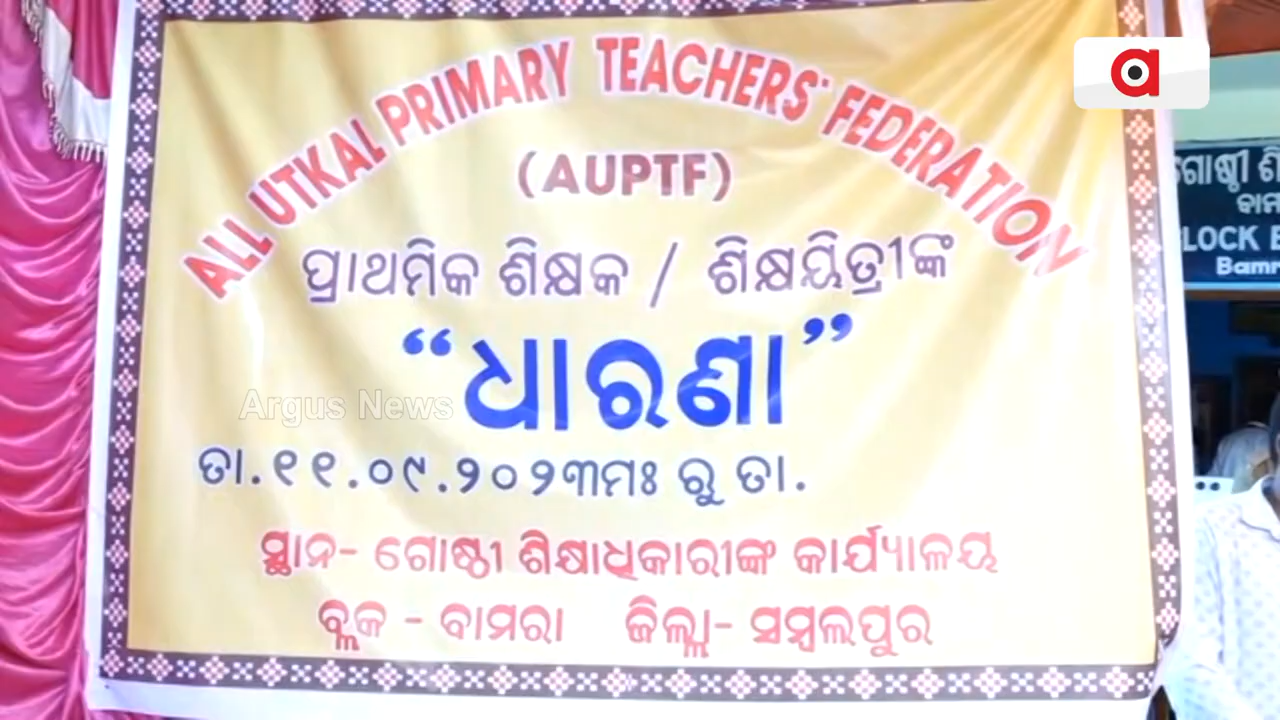 ALL UTKAL PRIMARY TEACHERS' FEDERATION
(AUPTF)
ପ୍ରାଥମିକ ଶିକ୍ଷକ / ଶିକ୍ଷୟିତ୍ରୀଙ୍କ
“ଧାରଣା”
Argus News
ତା.୧୧.୦୯.୨୦୨୩ମଃ ରୁ ତା.
ସ୍ଥାନ- ଗୋଷ୍ଠୀ ଶିକ୍ଷାଧିକାରୀଙ୍କ କାର୍ଯ୍ୟାଳୟ
ବ୍ଲକ - ବାମରା ଜିଲ୍ଲା- ସମ୍ବଲପୁର
ଗୋଷ୍ଠୀ ଶି
ବାମ
LOCK E
Bamr